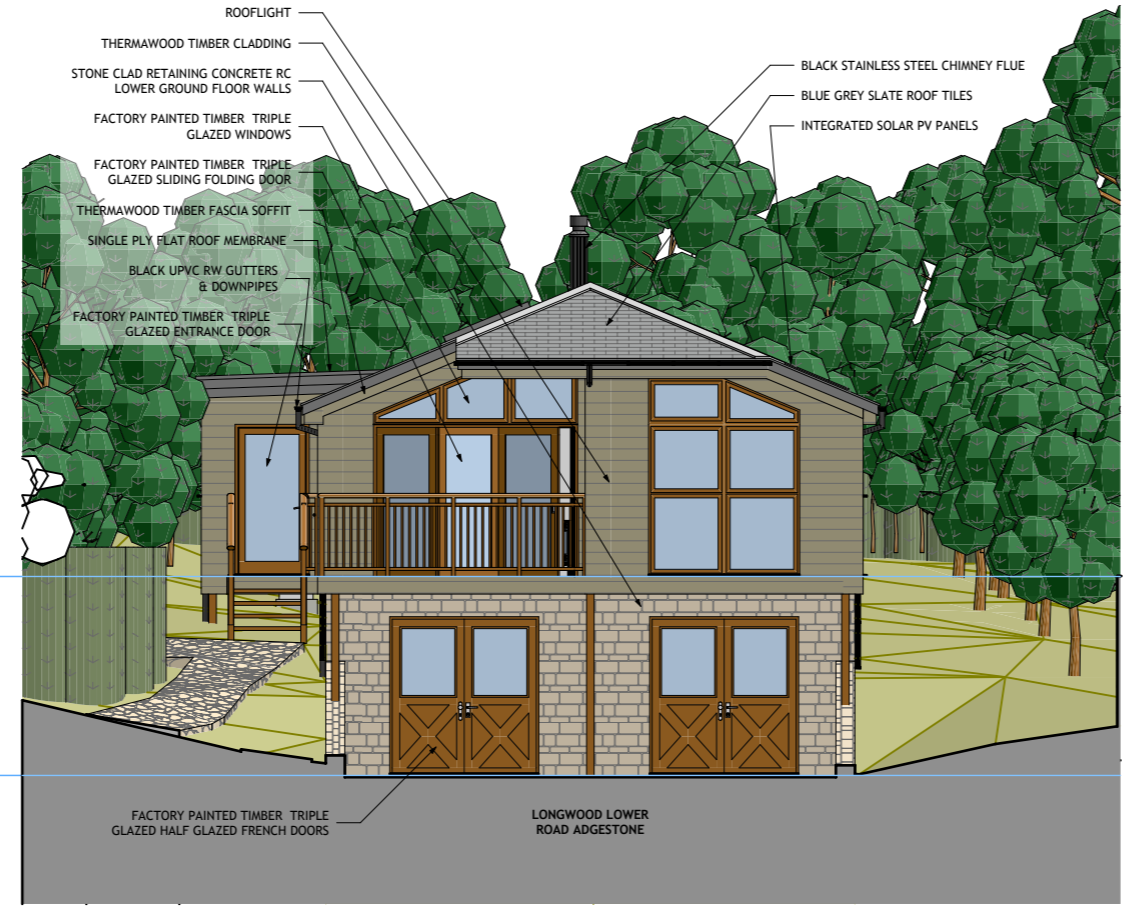 ROOFLIGHT
THERMAWOOD TIMBER CLADDING
STONE CLAD RETAINING CONCRETE RC
LOWER GROUND FLOOR WALLS
FACTORY PAINTED TIMBER TRIPLE
GLAZED WINDOWS
FACTORY PAINTED TIMBER TRIPLE
GLAZED SLIDING FOLDING DOOR
THERMAWOOD TIMBER FASCIA SOFFIT
SINGLE PLY FLAT ROOF MEMBRANE
BLACK UPVC RW GUTTERS
& DOWNPIPES
FACTORY PAINTED TIMBER TRIPLE
GLAZED ENTRANCE DOOR
BLACK STAINLESS STEEL CHIMNEY FLUE
BLUE GREY SLATE ROOF TILES
INTEGRATED SOLAR PV PANELS
FACTORY PAINTED TIMBER TRIPLE
GLAZED HALF GLAZED FRENCH DOORS
LONGWOOD LOWER
ROAD ADGESTONE